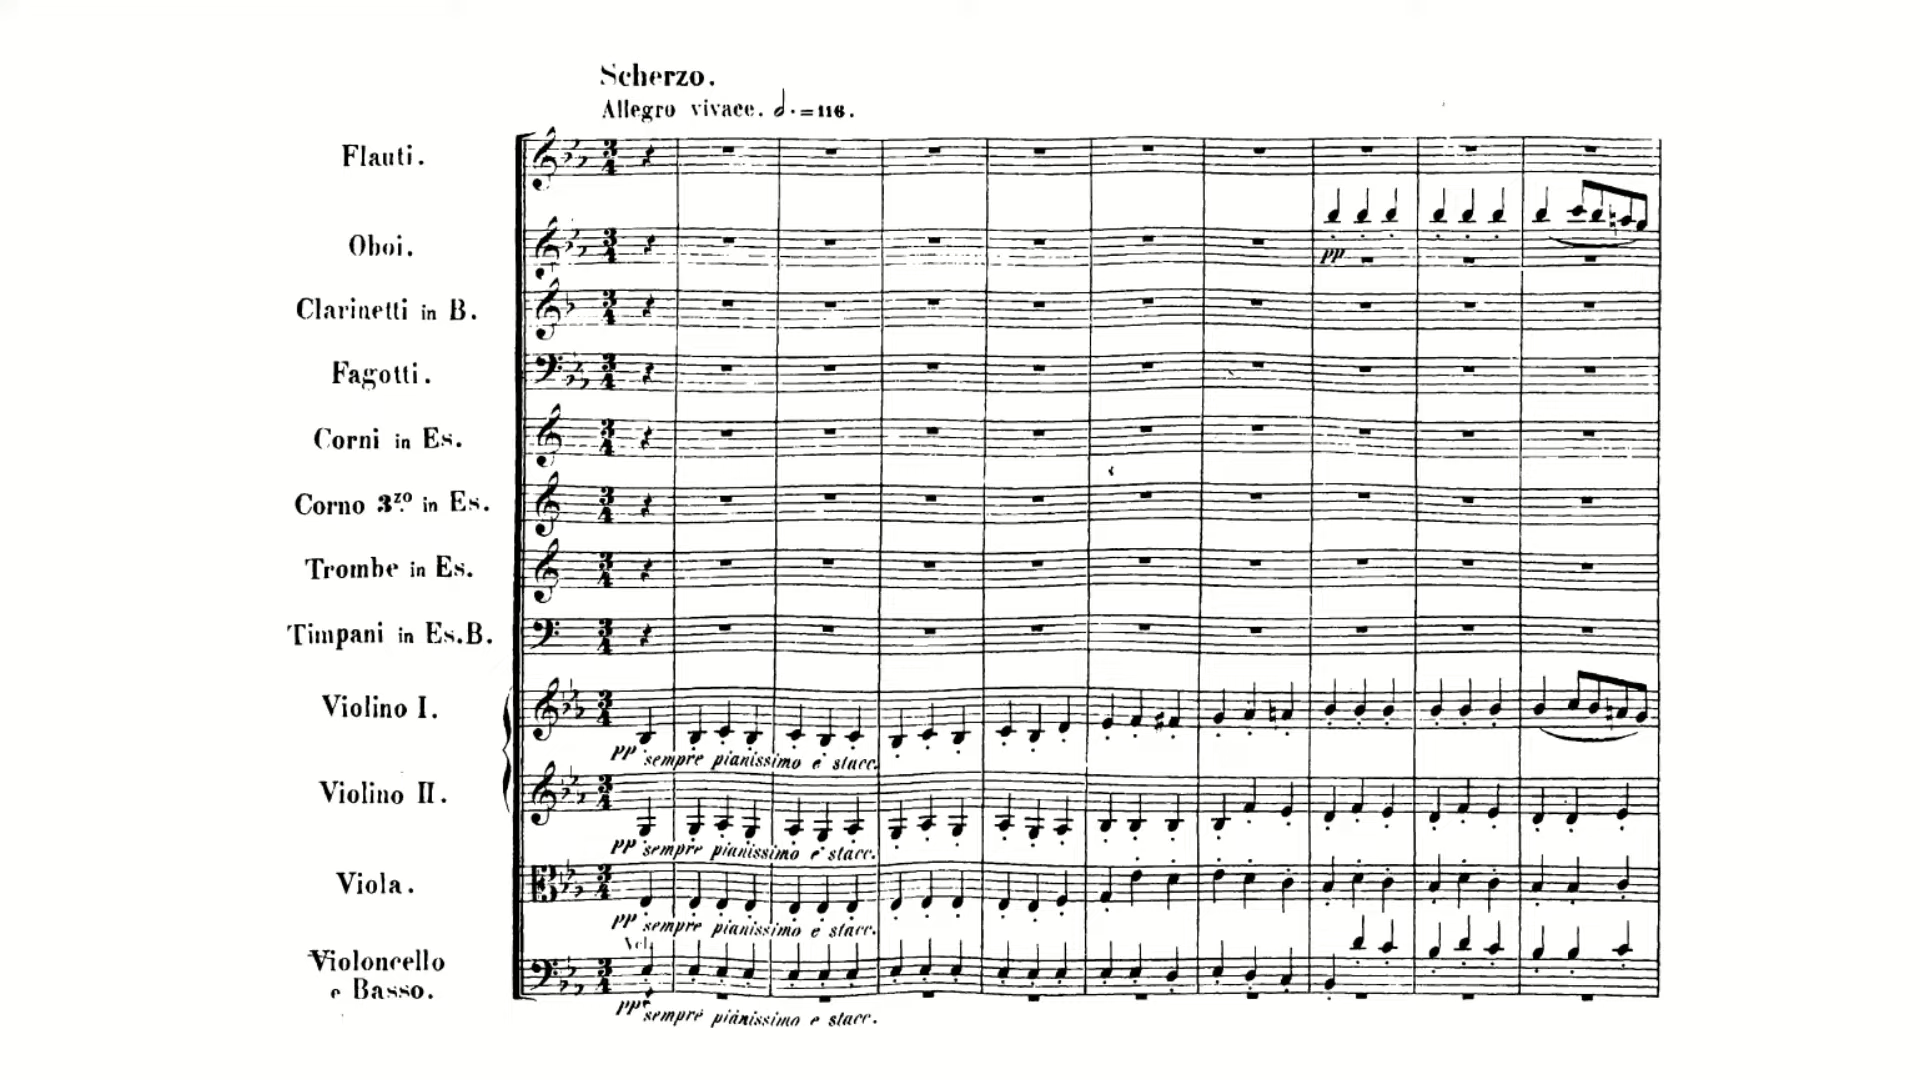 Scherzo.
Allegro vivace. 𝅗𝅥. = 116.
Flauti.
Oboi.
pp
Clarinetti in B.
Fagotti.
Corni in Es.
Corno 3zo. in Es.
Trombe in Es.
Timpani in Es.B.
Violino I.
pp sempre pianissimo e stacc.
Violino II.
pp sempre pianissimo e stacc.
Viola.
pp sempre pianissimo e stacc.
Vcl.
Violoncello
e Basso.
pp sempre pianissimo e stacc.